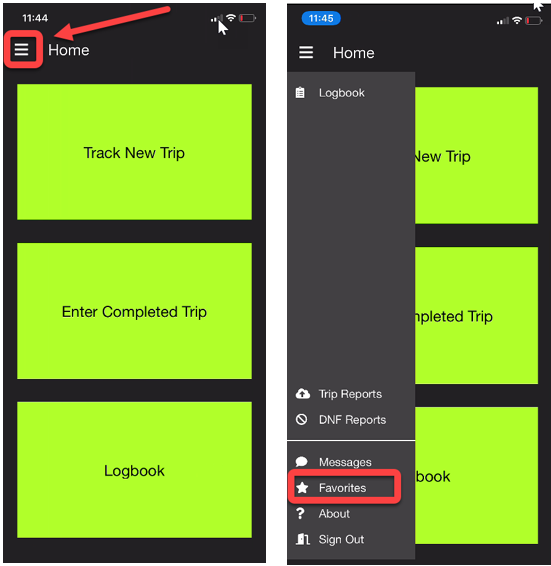 11:44
Home
Track New Trip
Enter Completed Trip
Logbook
11:45
Home
Logbook
New Trip
mpleted Trip
book
Trip Reports
DNF Reports
Messages
Favorites
About
Sign Out